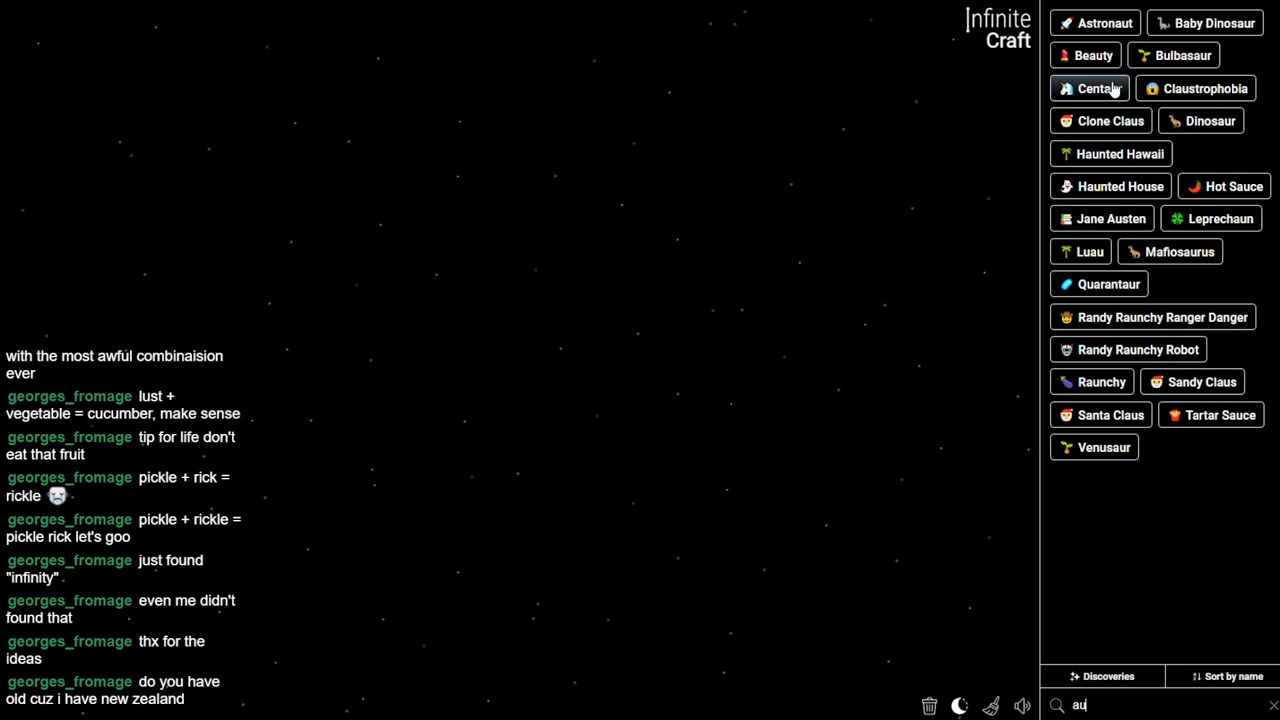 Infinite
Craft
with the most awful combinaision
ever
georges_fromage lust +
vegetable = cucumber, make sense
georges_fromage tip for life don't
eat that fruit
georges_fromage pickle + rick =
rickle
georges_fromage pickle + rickle =
pickle rick let's goo
georges_fromage just found
"infinity"
georges_fromage even me didn't
found that
georges_fromage thx for the
ideas
georges_fromage do you have
old cuz i have new zealand
Astronaut Baby Dinosaur
Beauty Bulbasaur
Centaur Claustrophobia
Clone Claus Dinosaur
Haunted Hawaii
Haunted House Hot Sauce
Jane Austen Leprechaun
Luau Mafiosaurus
Quarantaur
Randy Raunchy Ranger Danger
Randy Raunchy Robot
Raunchy Sandy Claus
Santa Claus Tartar Sauce
Venusaur
Discoveries Sort by name
au